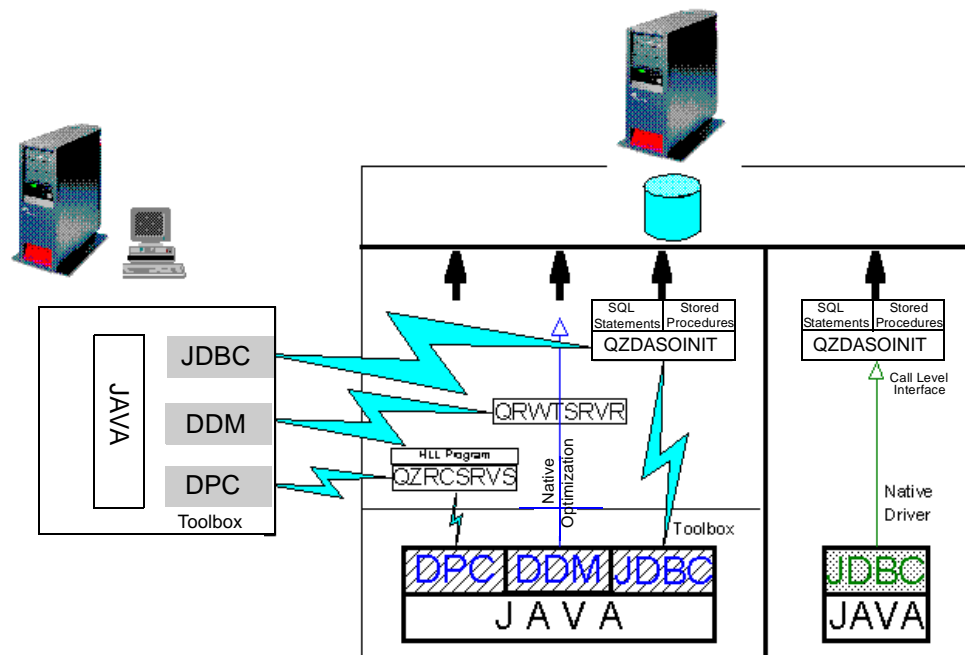 SQL
Statements
Stored
Procedures
QZDASOINIT
SQL
Statements
Stored
Procedures
QZDASOINIT
Call Level
Interface
JAVA
JDBC
DDM
DPC
Toolbox
QRWTSRVR
HLL Program
QZRCSRVS
Native
Optimization
Toolbox
Native
Driver
DPC
DDM
JDBC
JAVA
JDBC
JAVA